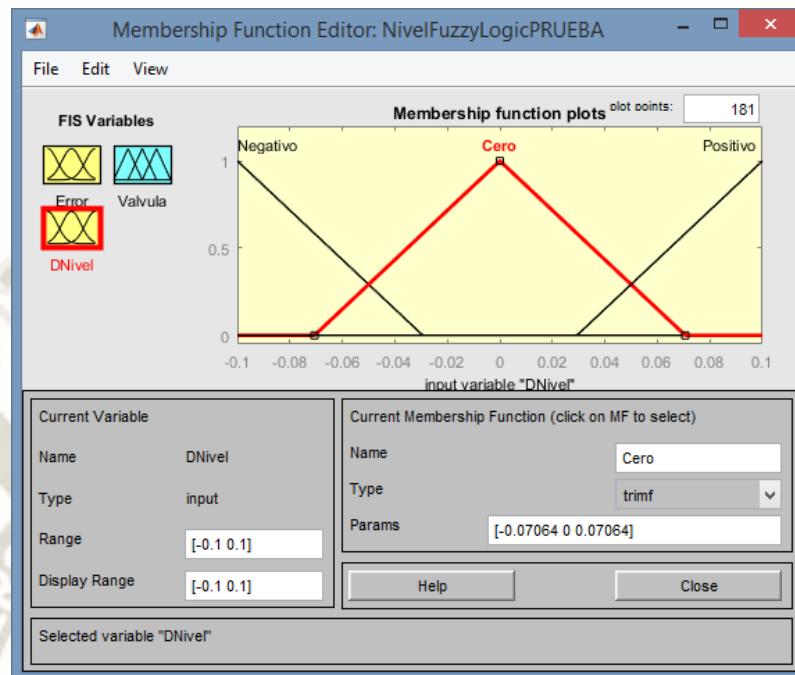 Membership Function Editor: NivelFuzzyLogicPRUEBA
File Edit View
FIS Variables
Membership function plots plot points: 181
Error Valvula
DNivel
Negativo Cero Positivo
1
0.5
0
-0.1 -0.08 -0.06 -0.04 -0.02 0 0.02 0.04 0.06 0.08 0.1
input variable "DNivel"
Current Variable
Name DNivel
Type input
Range [-0.1 0.1]
Display Range [-0.1 0.1]
Current Membership Function (click on MF to select)
Name Cero
Type trimf
Params [-0.07064 0 0.07064]
Help Close
Selected variable "DNivel"